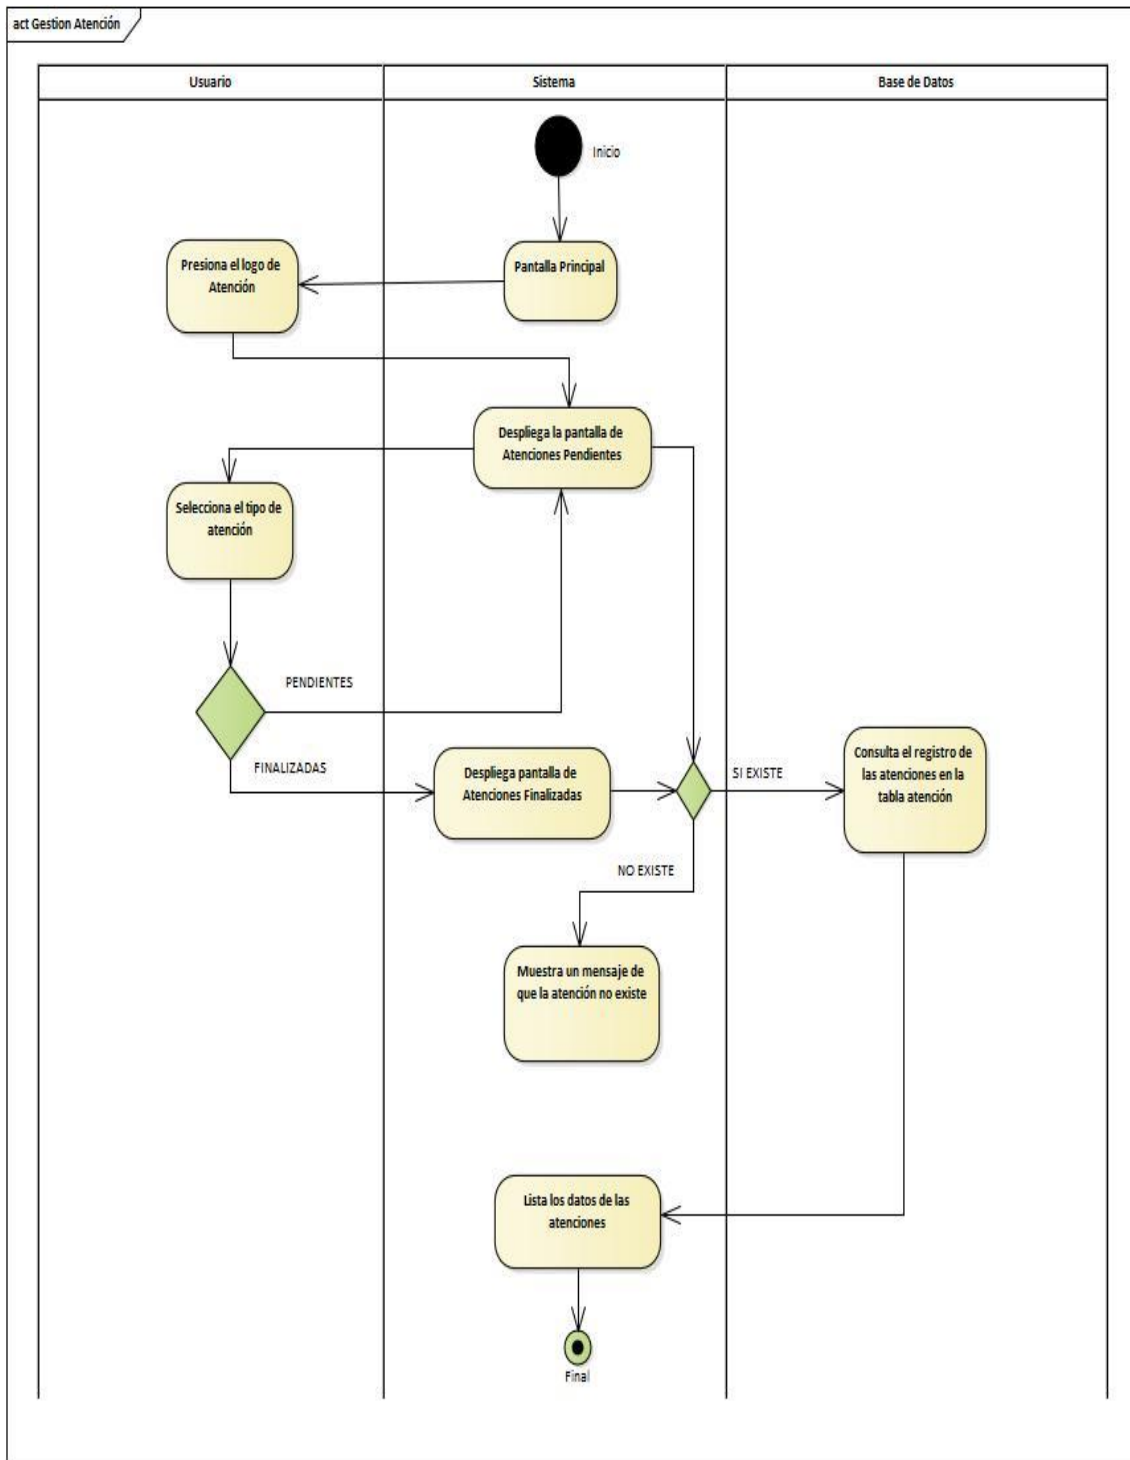 act Gestion Atención
Usuario
Sistema
Base de Datos
Inicio
Presiona el logo de
Atención
Pantalla Principal
Despliega la pantalla de
Atenciones Pendientes
Selecciona el tipo de
atención
PENDIENTES
FINALIZADAS
Despliega pantalla de
Atenciones Finalizadas
SI EXISTE
Consulta el registro de
las atenciones en la
tabla atención
NO EXISTE
Muestra un mensaje de
que la atención no existe
Lista los datos de las
atenciones
Final